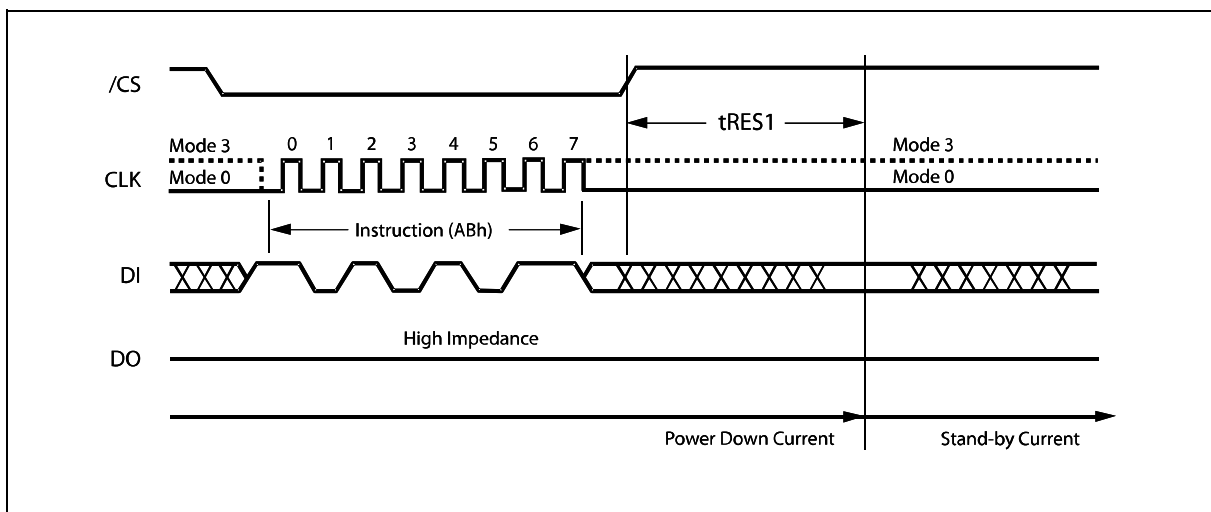 /CS
tRES1
Mode 3
0 1 2 3 4 5 6 7
Mode 3
CLK
Mode 0
Mode 0
Instruction (ABh)
DI
High Impedance
DO
Power Down Current
Stand-by Current